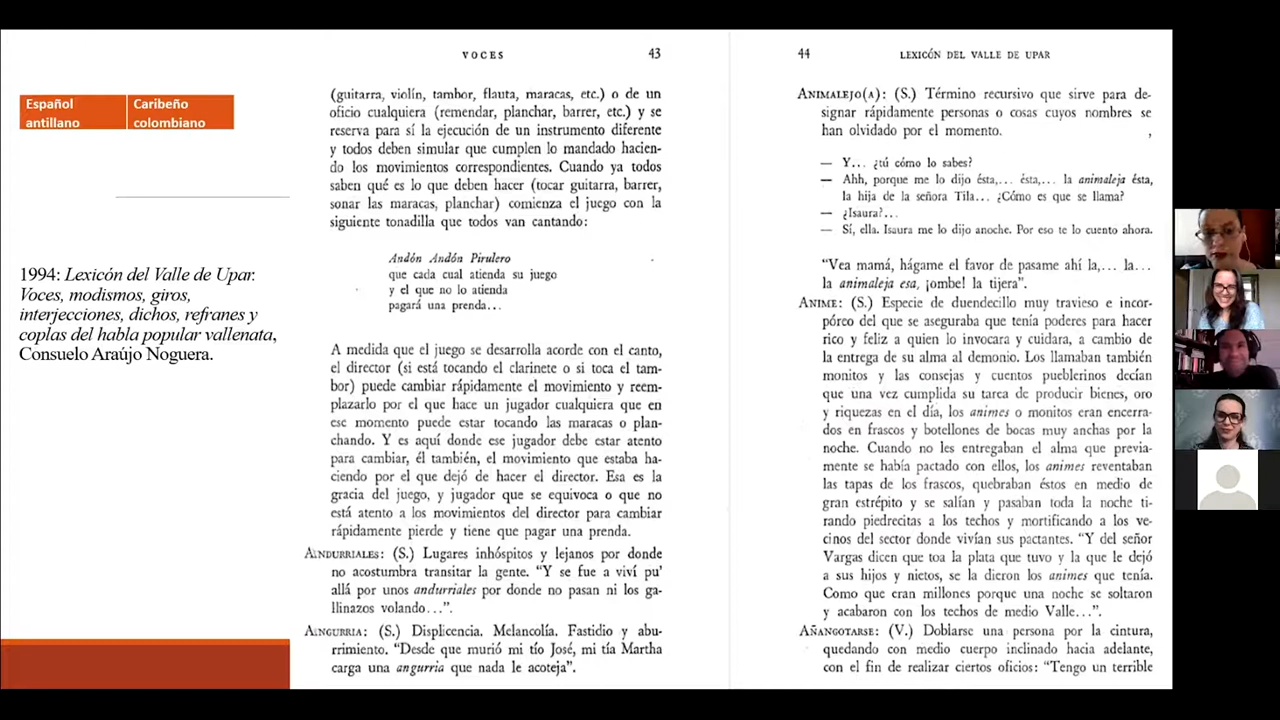 Español antillano
Caribeño colombiano
1994: Lexicón del Valle de Upar.
Voces, modismos, giros,
interjecciones, dichos, refranes y
coplas del habla popular vallenata,
Consuelo Araújo Noguera.
VOCES 43
(guitarra, violín, tambor, flauta, maracas, etc.) o de un
oficio cualquiera (remendar, planchar, barrer, etc.) y se
reserva para sí la ejecución de un instrumento diferente
y todos deben simular que cumplen lo mandado hacien-
do los movimientos correspondientes. Cuando ya todos
saben qué es lo que deben hacer (tocar guitarra, barrer,
sonar las maracas, planchar) comienza el juego con la
siguiente tonadilla que todos van cantando:
Andón Andón Pirulero
que cada cual atienda su juego
y el que no lo atienda
pagará una prenda...
A medida que el juego se desarrolla acorde con el canto,
el director (si está tocando el clarinete o si toca el tam-
bor) puede cambiar rápidamente el movimiento y reem-
plazarlo por el que hace un jugador cualquiera que en
ese momento puede estar tocando las maracas o plan-
chando. Y es aquí donde ese jugador debe estar atento
para cambiar, él también, el movimiento que estaba ha-
ciendo por el que dejó de hacer el director. Esa es la
gracia del juego, y jugador que se equivoca o que no
está atento a los movimientos del director para cambiar
rápidamente pierde y tiene que pagar una prenda.
ANDURRIALES: (S.) Lugares inhóspitos y lejanos por donde
no acostumbra transitar la gente. “Y se fue a viví pu’
allá por unos andurriales por donde no pasan ni los ga-
llinazos volando...”.
ANGURRIA: (S.) Displicencia. Melancolía. Fastidio y abu-
rrimiento. “Desde que murió mi tío José, mi tía Martha
carga una angurria que nada le acoteja”.
44 LEXICÓN DEL VALLE DE UPAR
ANIMALEJO(A): (S.) Término recursivo que sirve para de-
signar rápidamente personas o cosas cuyos nombres se
han olvidado por el momento.
— Y... ¿tú cómo lo sabes?
— Ahh, porque me lo dijo ésta,... ésta,... la animaleja ésta,
la hija de la señora Tila... ¿Cómo es que se llama?
— ¿Isaura?...
— Sí, ella. Isaura me lo dijo anoche. Por eso te lo cuento ahora.
“Vea mamá, hágame el favor de pasame ahí la,... la...
la animaleja esa, ¡ombe! la tijera”.
ANIME: (S.) Especie de duendecillo muy travieso e incor-
póreo del que se aseguraba que tenía poderes para hacer
rico y feliz a quien lo invocara y cuidara, a cambio de
la entrega de su alma al demonio. Los llamaban también
monitos y las consejas y cuentos pueblerinos decían
que una vez cumplida su tarea de producir bienes, oro
y riquezas en el día, los animes o monitos eran encerra-
dos en frascos y botellones de bocas muy anchas por la
noche. Cuando no les entregaban el alma que previa-
mente se había pactado con ellos, los animes reventaban
las tapas de los frascos, quebraban éstos en medio de
gran estrépito y se salían y pasaban toda la noche ti-
rando piedrecitas a los techos y mortificando a los ve-
cinos del sector donde vivían sus pactantes. “Y del señor
Vargas dicen que toa la plata que tuvo y la que le dejó
a sus hijos y nietos, se la dieron los animes que tenía.
Como que eran millones porque una noche se soltaron
y acabaron con los techos de medio Valle...”.
AÑANGOTARSE: (V.) Doblarse una persona por la cintura,
quedando con medio cuerpo inclinado hacia adelante,
con el fin de realizar ciertos oficios: “Tengo un terrible